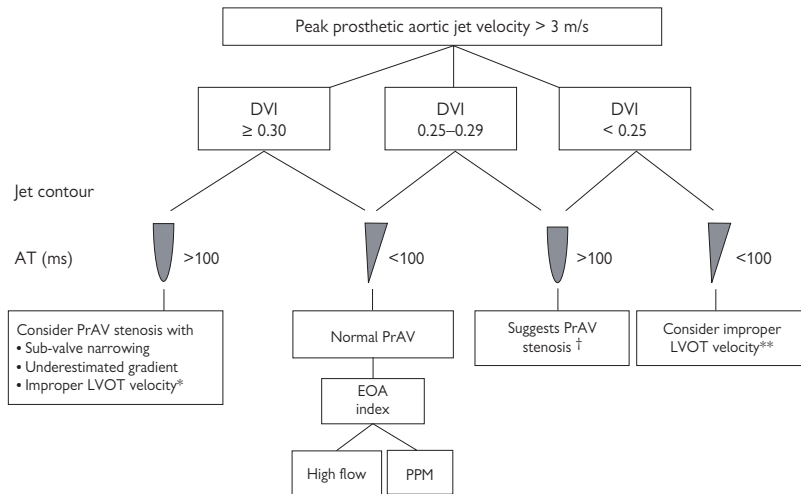 Peak prosthetic aortic jet velocity > 3 m/s
DVI
≥ 0.30
DVI
0.25–0.29
DVI
< 0.25
Jet contour
AT (ms)
>100
<100
>100
<100
Consider PrAV stenosis with
• Sub-valve narrowing
• Underestimated gradient
• Improper LVOT velocity*
Normal PrAV
Suggests PrAV
stenosis †
Consider improper
LVOT velocity**
EOA
index
High flow
PPM